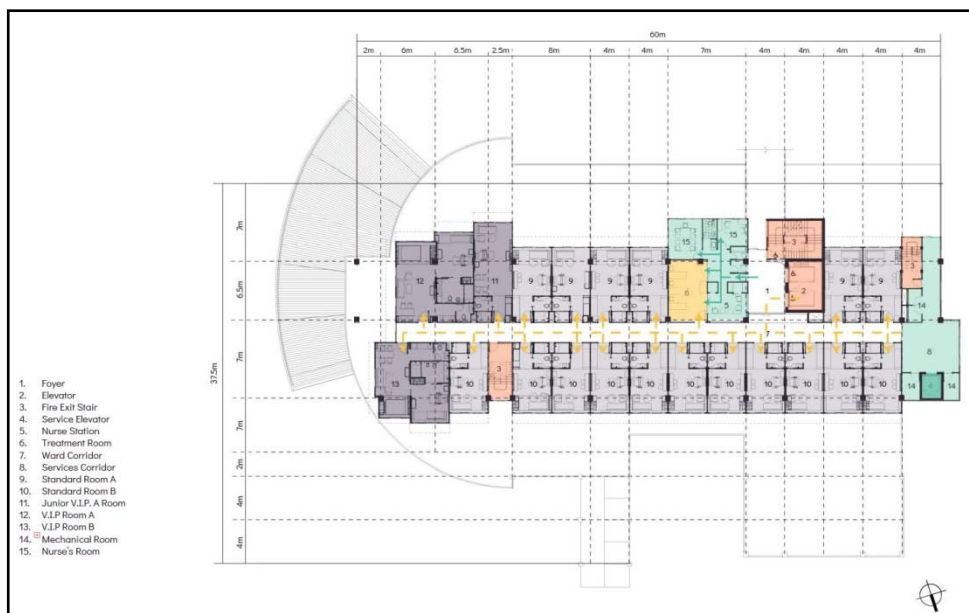 60m
2m 6m 6.5m 2.5m 8m 4m 4m 7m 4m 4m 4m 4m 4m
37.5m
7m
6.5m
7m
7m
2m
4m
4m
15 15 3
12 11 9 9 9 9 6 5 1 6 2 9 9 3 14
7
8
13 10 3 10 10 10 10 10 10 10 10 10 10 14 14
1. Foyer
2. Elevator
3. Fire Exit Stair
4. Service Elevator
5. Nurse Station
6. Treatment Room
7. Ward Corridor
8. Services Corridor
9. Standard Room A
10. Standard Room B
11. Junior V.I.P. A Room
12. V.I.P Room A
13. V.I.P Room B
14. Mechanical Room
15. Nurse's Room